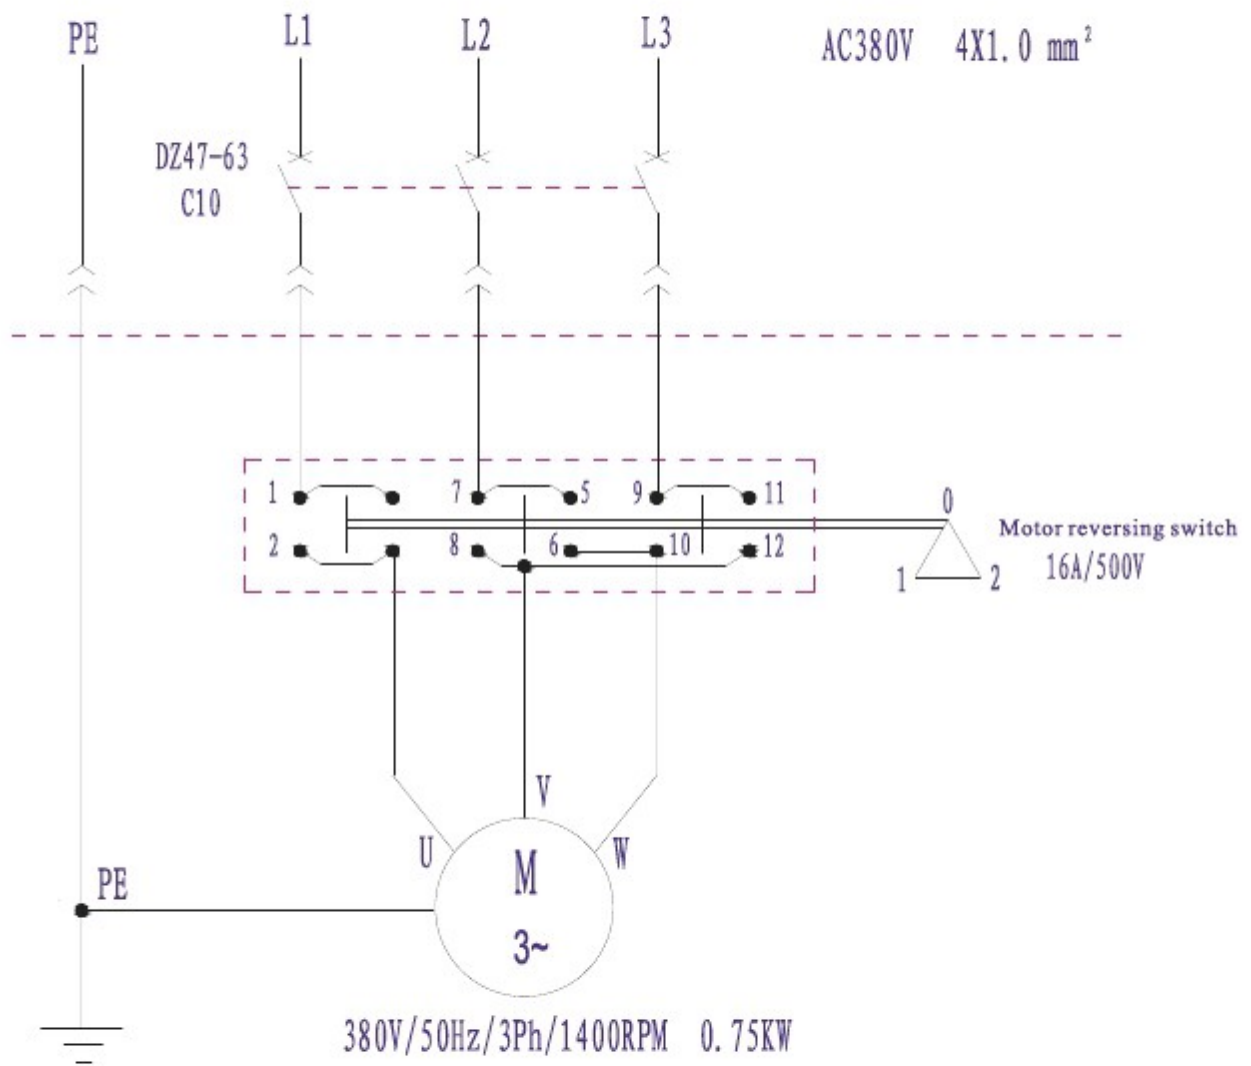 PE L1 L2 L3 AC380V 4X1.0 mm²
DZ47-63
C10
1 7 5 9 11 0
Motor reversing switch
2 8 6 10 12
1 2 16A/500V
V
U W
M
PE
3~
380V/50Hz/3Ph/1400RPM 0.75KW